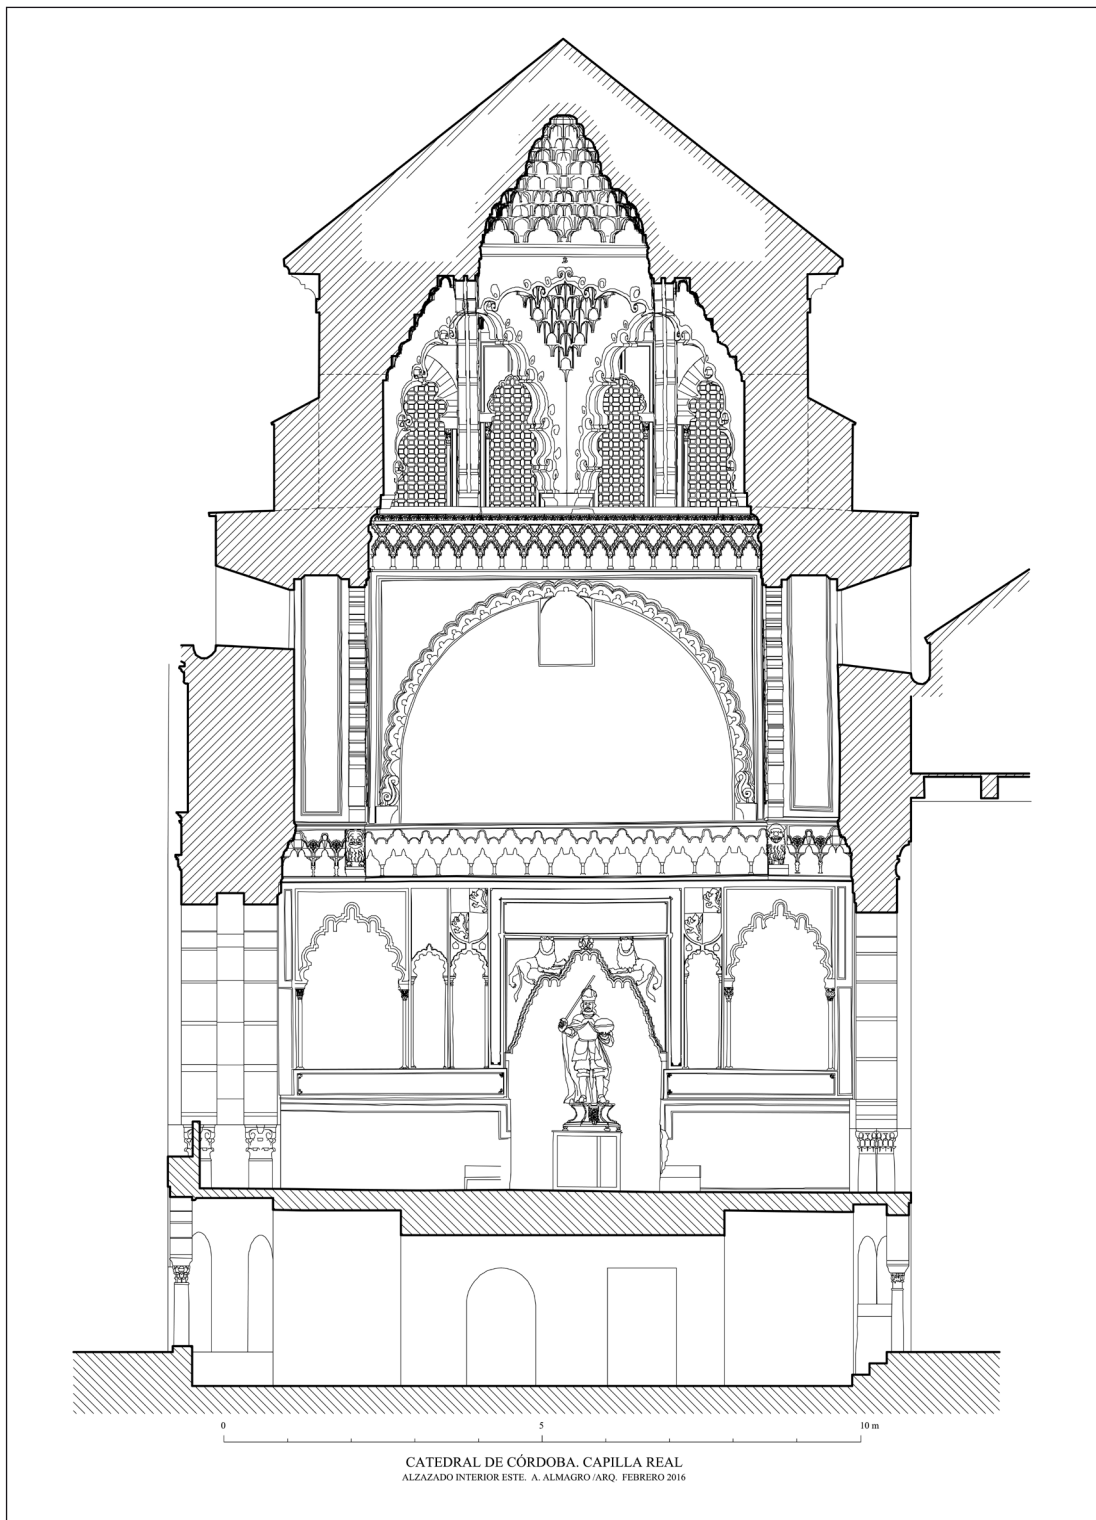 0 5 10 m
CATEDRAL DE CÓRDOBA. CAPILLA REAL
ALZAZADO INTERIOR ESTE. A. ALMAGRO /ARQ. FEBRERO 2016